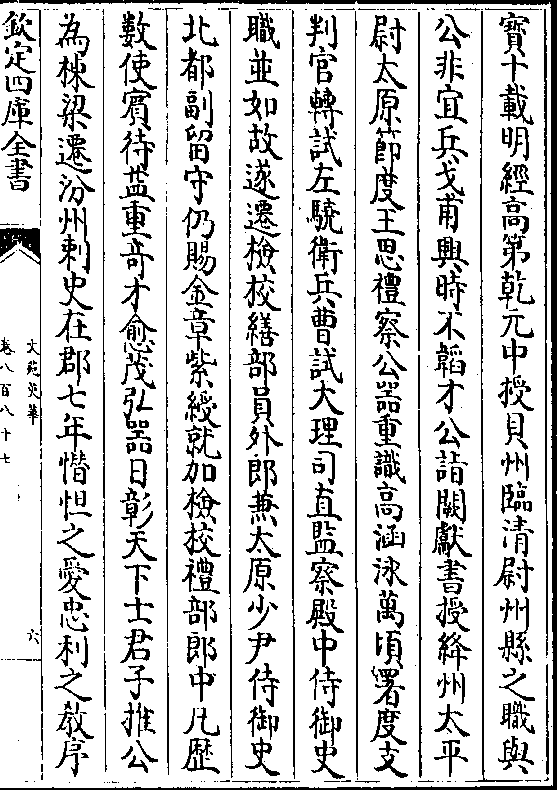 寳十載明經髙第乾元中授貝州臨清尉州縣之職與
公非宜兵戈甫興時不韜才公詣闕獻書授絳州太平
尉太原節度王思禮察公器重識髙涵泳萬頃署度支
判官轉試左驍衛兵曹試大理司直監察殿中侍御史
職並如故遂遷檢校繕部員外郎兼太原少尹侍御史
北都副留守仍賜金章紫綬就加檢校禮部郎中凡歴
數使賓待益重竒才愈茂弘器日彰天下士君子推公
為棟梁遷汾州刺史在郡七年憯怛之愛忠利之教序
欽定四庫全書
文苑英華
卷八百八十七
六